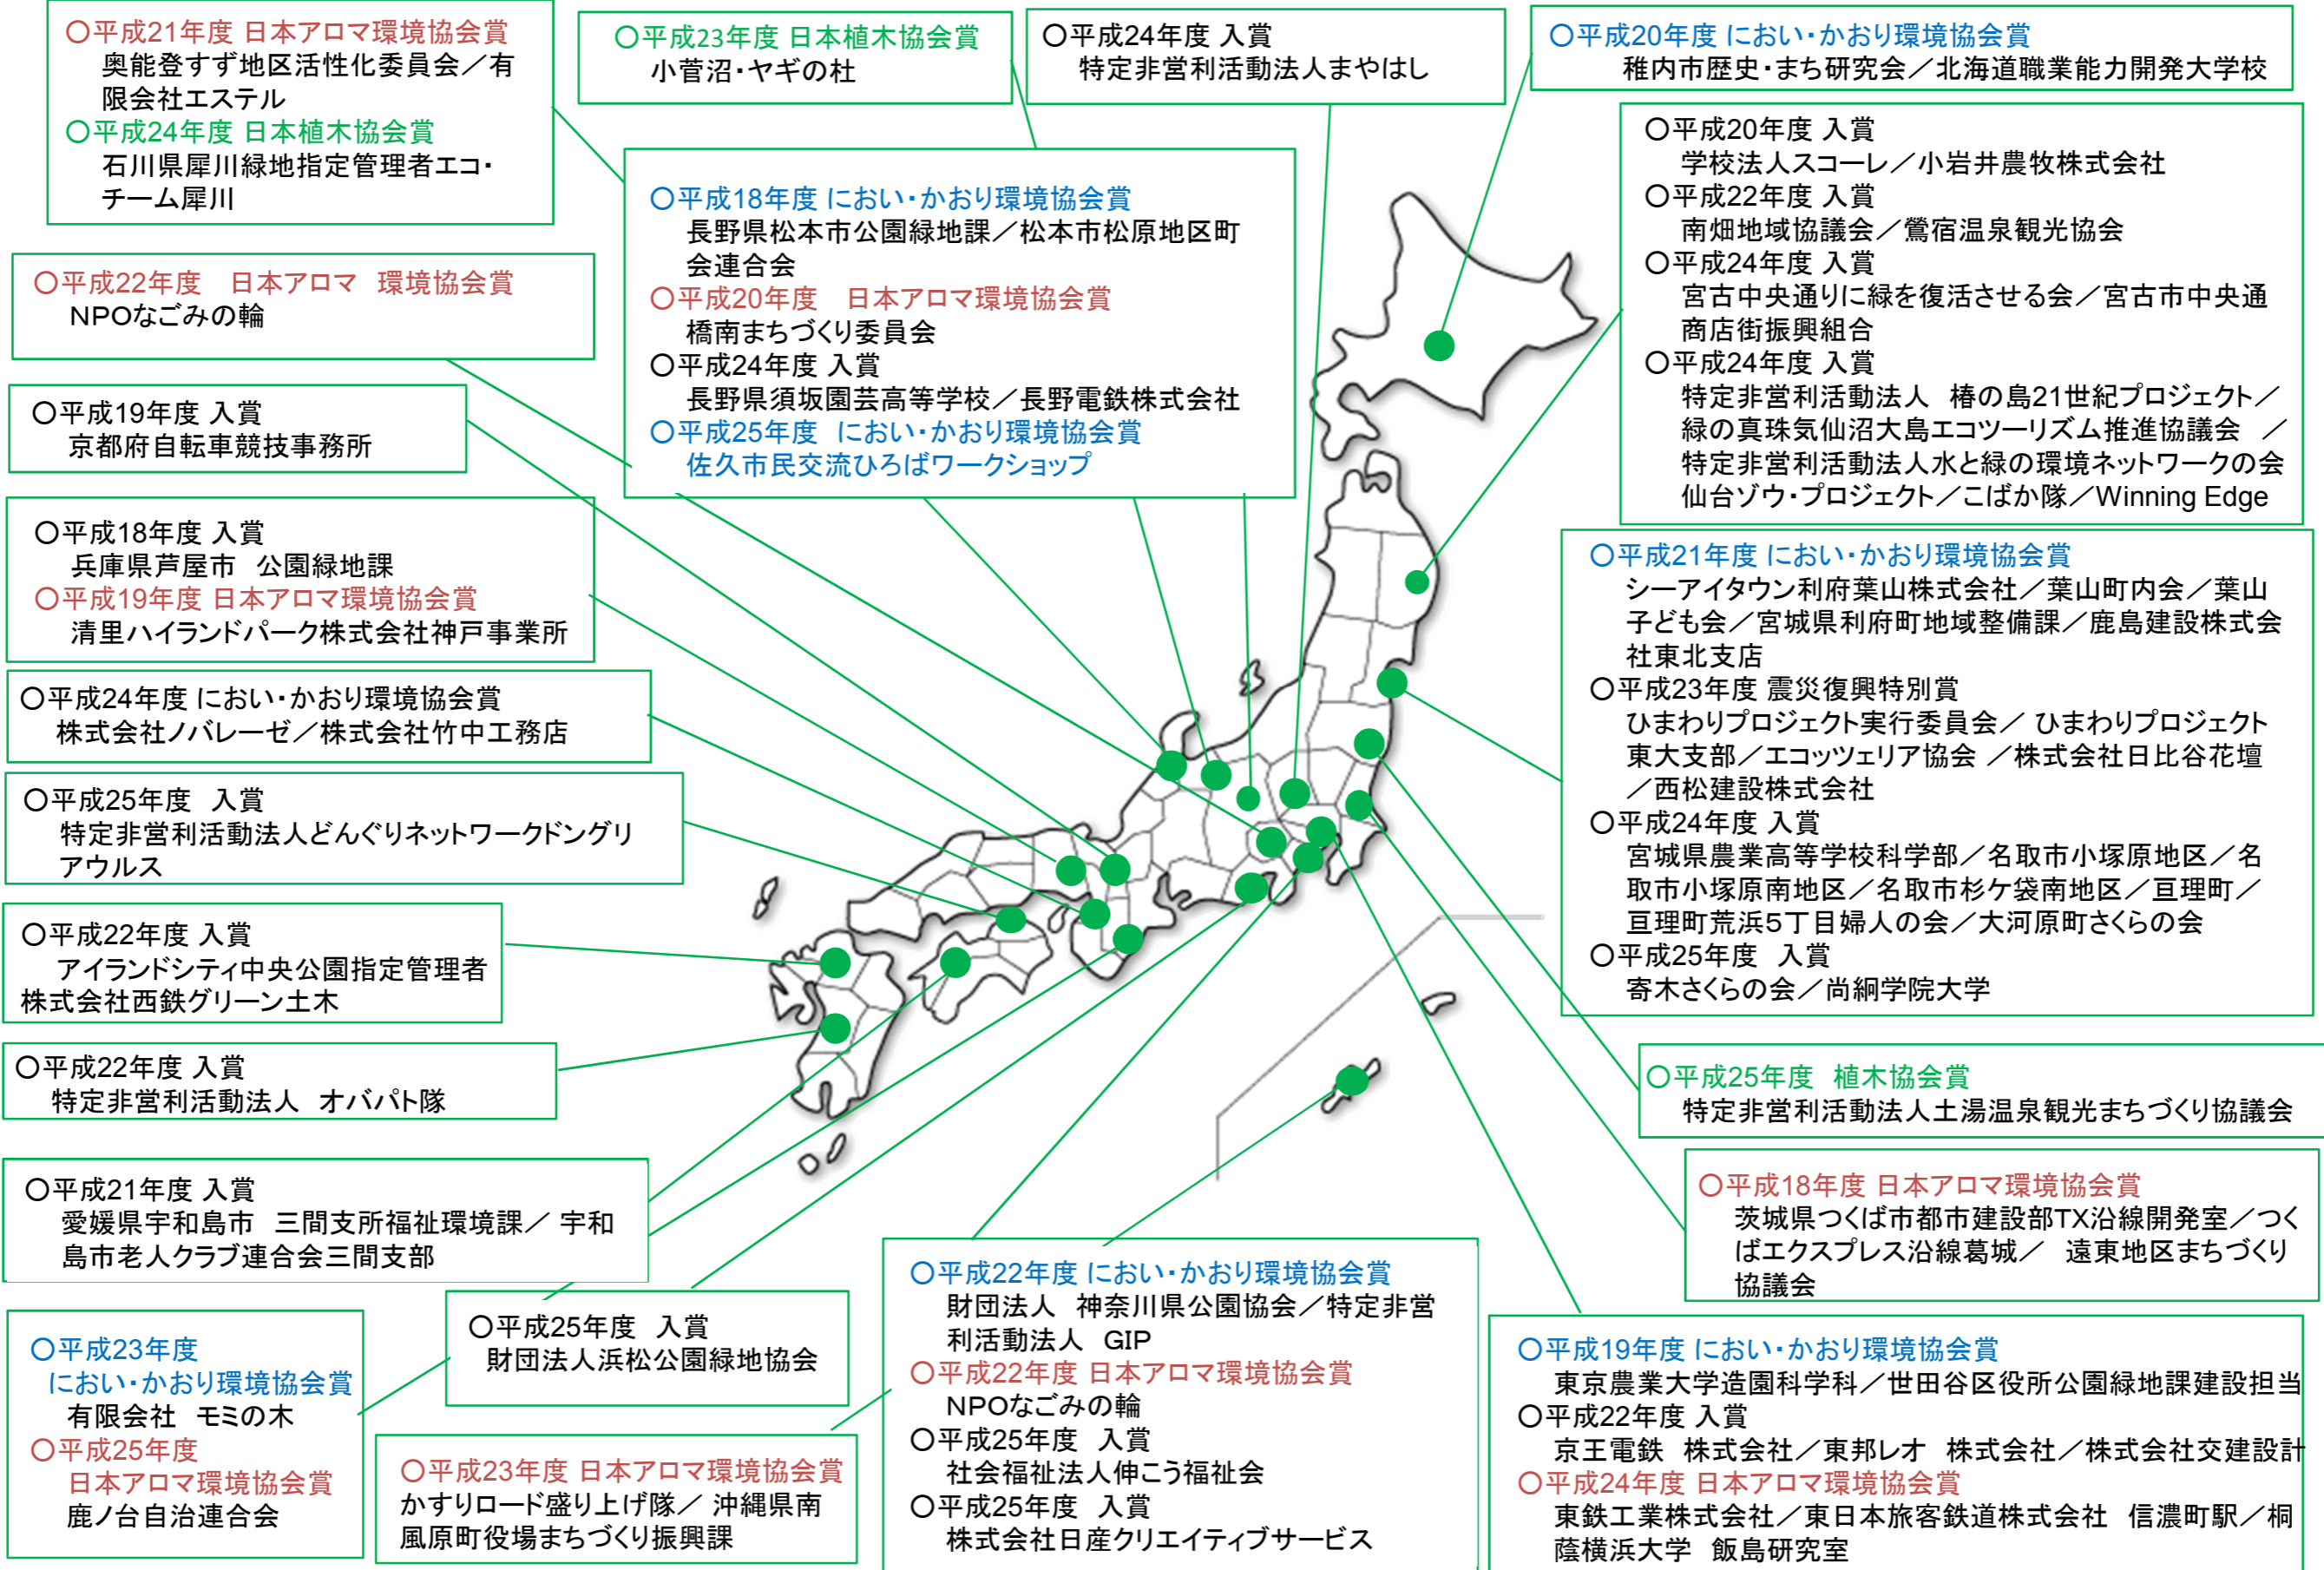 〇平成21年度 日本アロマ環境協会賞
奥能登すず地区活性化委員会／有
限会社エステル
〇平成24年度 日本植木協会賞
石川県犀川緑地指定管理者エコ・
チーム犀川
〇平成23年度 日本植木協会賞
小菅沼・ヤギの杜
〇平成24年度 入賞
特定非営利活動法人まやはし
〇平成20年度 におい・かおり環境協会賞
稚内市歴史・まち研究会／北海道職業能力開発大学校
〇平成18年度 におい・かおり環境協会賞
長野県松本市公園緑地課／松本市松原地区町
会連合会
〇平成20年度 日本アロマ環境協会賞
橋南まちづくり委員会
〇平成24年度 入賞
長野県須坂園芸高等学校／長野電鉄株式会社
〇平成25年度 におい・かおり環境協会賞
佐久市民交流ひろばワークショップ
〇平成20年度 入賞
学校法人スコーレ／小岩井農牧株式会社
〇平成22年度 入賞
南畑地域協議会／鶯宿温泉観光協会
〇平成24年度 入賞
宮古中央通りに緑を復活させる会／宮古市中央通
商店街振興組合
〇平成24年度 入賞
特定非営利活動法人 椿の島21世紀プロジェクト／
緑の真珠気仙沼大島エコツーリズム推進協議会 ／
特定非営利活動法人水と緑の環境ネットワークの会
仙台ゾウ・プロジェクト／こばか隊／Winning Edge
〇平成22年度 日本アロマ 環境協会賞
NPOなごみの輪
〇平成19年度 入賞
京都府自転車競技事務所
〇平成18年度 入賞
兵庫県芦屋市 公園緑地課
〇平成19年度 日本アロマ環境協会賞
清里ハイランドパーク株式会社神戸事業所
〇平成24年度 におい・かおり環境協会賞
株式会社ノバレーゼ／株式会社竹中工務店
〇平成25年度 入賞
特定非営利活動法人どんぐりネットワークドングリ
アウルス
〇平成22年度 入賞
アイランドシティ中央公園指定管理者
株式会社西鉄グリーン土木
〇平成22年度 入賞
特定非営利活動法人 オバパト隊
〇平成21年度 入賞
愛媛県宇和島市 三間支所福祉環境課／ 宇和
島市老人クラブ連合会三間支部
〇平成21年度 におい・かおり環境協会賞
シーアイタウン利府葉山株式会社／葉山町内会／葉山
子ども会／宮城県利府町地域整備課／鹿島建設株式会
社東北支店
〇平成23年度 震災復興特別賞
ひまわりプロジェクト実行委員会／ ひまわりプロジェクト
東大支部／エコッツェリア協会 ／株式会社日比谷花壇
／西松建設株式会社
〇平成24年度 入賞
宮城県農業高等学校科学部／名取市小塚原地区／名
取市小塚原南地区／名取市杉ケ袋南地区／亘理町／
亘理町荒浜5丁目婦人の会／大河原町さくらの会
〇平成25年度 入賞
寄木さくらの会／尚絅学院大学
〇平成25年度 植木協会賞
特定非営利活動法人土湯温泉観光まちづくり協議会
〇平成18年度 日本アロマ環境協会賞
茨城県つくば市都市建設部TX沿線開発室／つく
ばエクスプレス沿線葛城／ 遠東地区まちづくり
協議会
〇平成23年度
におい・かおり環境協会賞
有限会社 モミの木
〇平成25年度
日本アロマ環境協会賞
鹿ノ台自治連合会
〇平成25年度 入賞
財団法人浜松公園緑地協会
〇平成23年度 日本アロマ環境協会賞
かすりロード盛り上げ隊／ 沖縄県南
風原町役場まちづくり振興課
〇平成22年度 におい・かおり環境協会賞
財団法人 神奈川県公園協会／特定非営
利活動法人 GIP
〇平成22年度 日本アロマ環境協会賞
NPOなごみの輪
〇平成25年度 入賞
社会福祉法人伸こう福祉会
〇平成25年度 入賞
株式会社日産クリエイティブサービス
〇平成19年度 におい・かおり環境協会賞
東京農業大学造園科学科／世田谷区役所公園緑地課建設担当
〇平成22年度 入賞
京王電鉄 株式会社／東邦レオ 株式会社／株式会社交建設計
〇平成24年度 日本アロマ環境協会賞
東鉄工業株式会社／東日本旅客鉄道株式会社 信濃町駅／桐
蔭横浜大学 飯島研究室